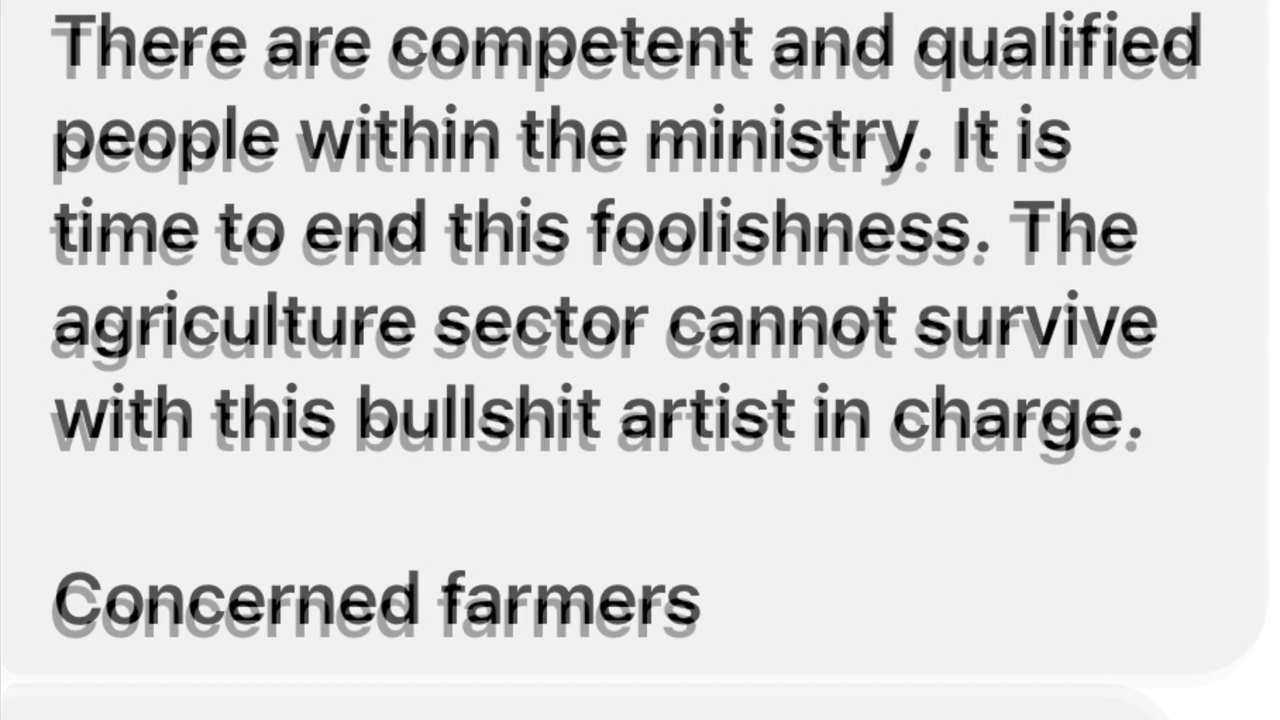 There are competent and qualified
people within the ministry. It is
time to end this foolishness. The
agriculture sector cannot survive
with this bullshit artist in charge.
Concerned farmers